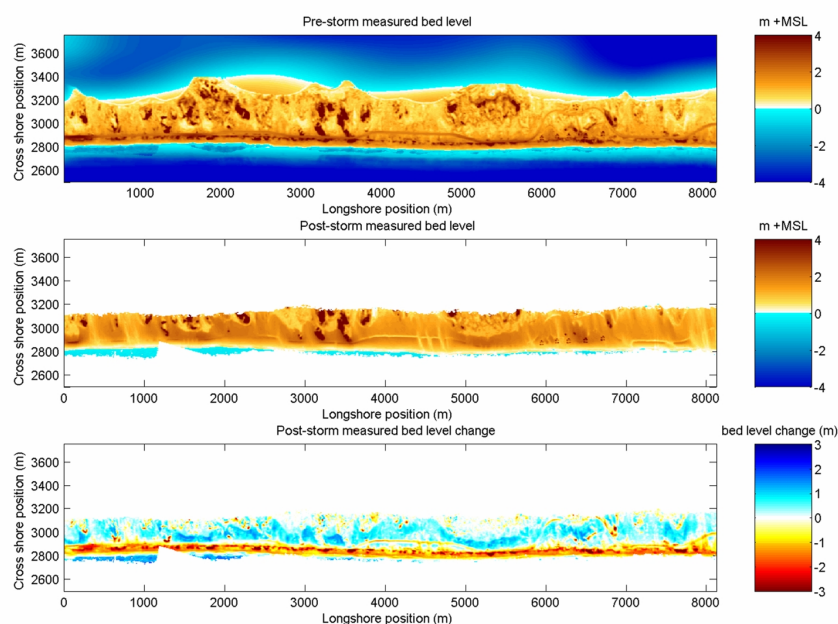 Pre-storm measured bed level
m +MSL
3600
3400
3200
3000
2800
2600
Cross shore position (m)
1000 2000 3000 4000 5000 6000 7000 8000
Longshore position (m)
4
2
0
-2
-4
Post-storm measured bed level
m +MSL
3600
3400
3200
3000
2800
2600
Cross shore position (m)
0 1000 2000 3000 4000 5000 6000 7000 8000
Longshore position (m)
4
2
0
-2
-4
Post-storm measured bed level change
bed level change (m)
3600
3400
3200
3000
2800
2600
Cross shore position (m)
0 1000 2000 3000 4000 5000 6000 7000 8000
Longshore position (m)
3
2
1
0
-1
-2
-3